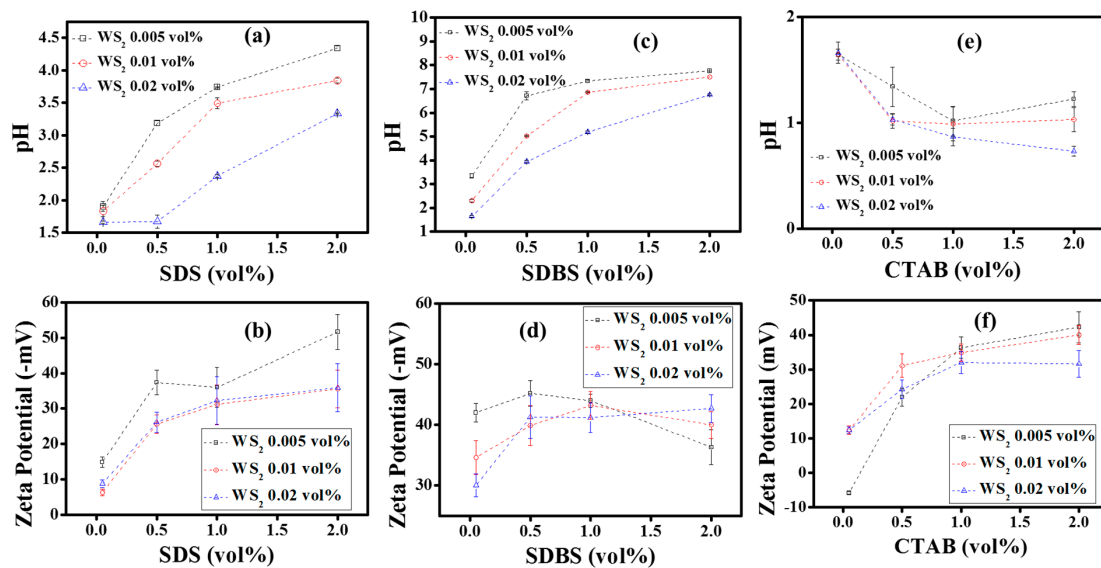 (a)
WS₂ 0.005 vol%
WS₂ 0.01 vol%
WS₂ 0.02 vol%
pH
4.5
4.0
3.5
3.0
2.5
2.0
1.5
0.0 0.5 1.0 1.5 2.0
SDS (vol%)
(c)
WS₂ 0.005 vol%
WS₂ 0.01 vol%
WS₂ 0.02 vol%
pH
10
9
8
7
6
5
4
3
2
1
0.0 0.5 1.0 1.5 2.0
SDBS (vol%)
(e)
WS₂ 0.005 vol%
WS₂ 0.01 vol%
WS₂ 0.02 vol%
pH
2
1
0
0.0 0.5 1.0 1.5 2.0
CTAB (vol%)
(b)
WS₂ 0.005 vol%
WS₂ 0.01 vol%
WS₂ 0.02 vol%
Zeta Potential (-mV)
60
50
40
30
20
10
0
0.0 0.5 1.0 1.5 2.0
SDS (vol%)
(d)
WS₂ 0.005 vol%
WS₂ 0.01 vol%
WS₂ 0.02 vol%
Zeta Potential (-mV)
60
50
40
30
0.0 0.5 1.0 1.5 2.0
SDBS (vol%)
(f)
WS₂ 0.005 vol%
WS₂ 0.01 vol%
WS₂ 0.02 vol%
Zeta Potential (mV)
50
40
30
20
10
0
-10
0.0 0.5 1.0 1.5 2.0
CTAB (vol%)